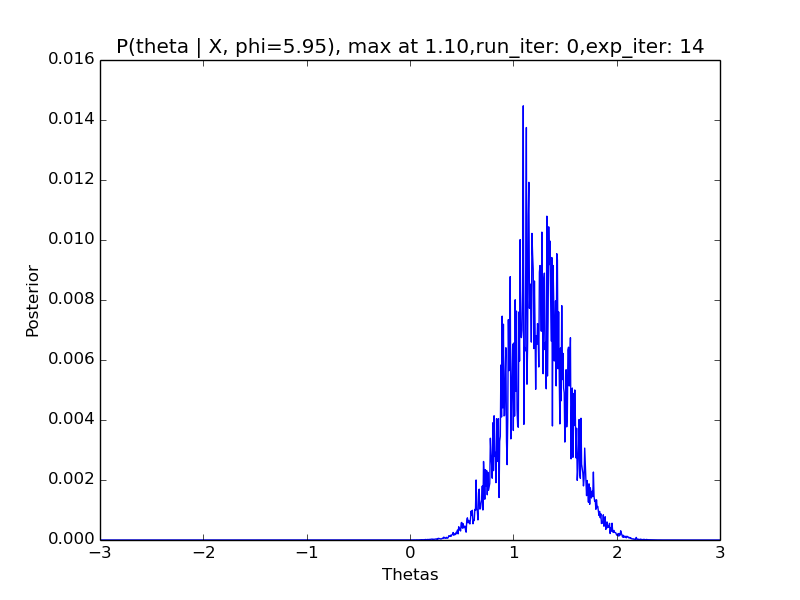 P(theta | X, phi=5.95), max at 1.10,run_iter: 0,exp_iter: 14
0.016
0.014
0.012
0.010
0.008
0.006
0.004
0.002
0.000
Posterior
−3 −2 −1 0 1 2 3
Thetas